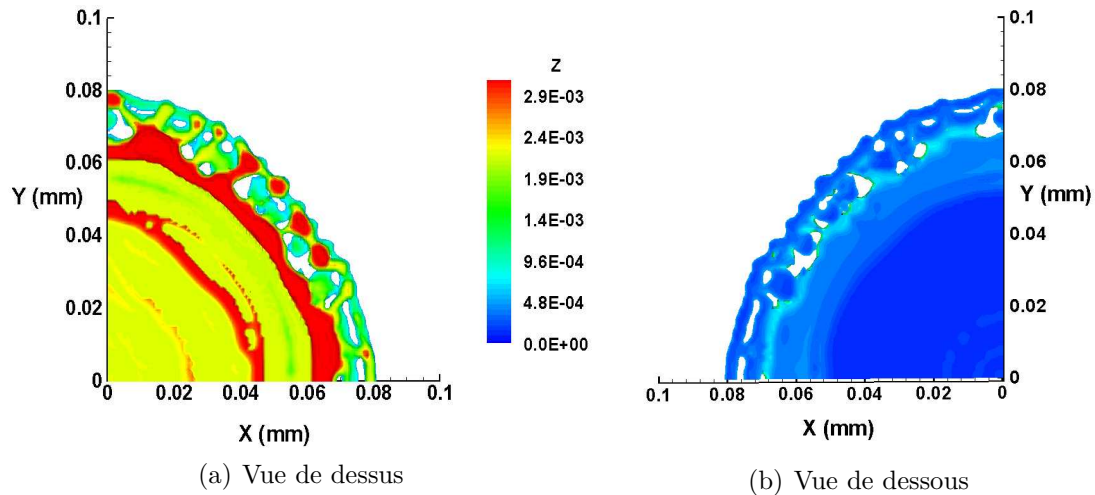 0.1
0.08
0.06
Y (mm)
0.04
0.02
0
0 0.02 0.04 0.06 0.08 0.1
X (mm)
(a) Vue de dessus
Z
2.9E-03
2.4E-03
1.9E-03
1.4E-03
9.6E-04
4.8E-04
0.0E+00
0.1
0.08
0.06
Y (mm)
0.04
0.02
0
0.1 0.08 0.06 0.04 0.02 0
X (mm)
(b) Vue de dessous